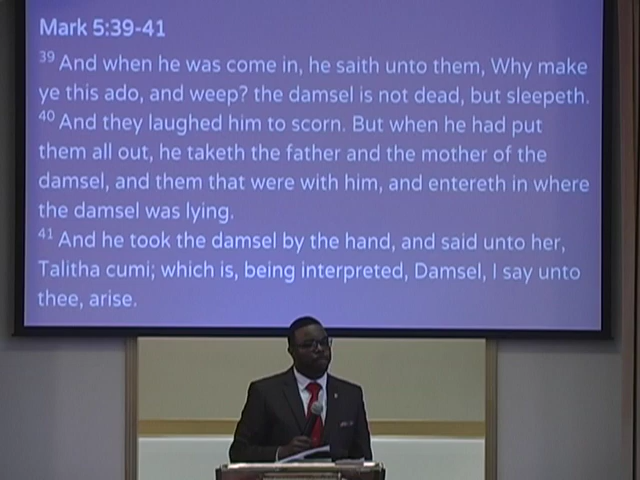 Mark 5:39-41
39 And when he was come in, he saith unto them, Why make
ye this ado, and weep? the damsel is not dead, but sleepeth.
40 And they laughed him to scorn. But when he had put
them all out, he taketh the father and the mother of the
damsel, and them that were with him, and entereth in where
the damsel was lying.
41 And he took the damsel by the hand, and said unto her,
Talitha cumi; which is, being interpreted, Damsel, I say unto
thee, arise.